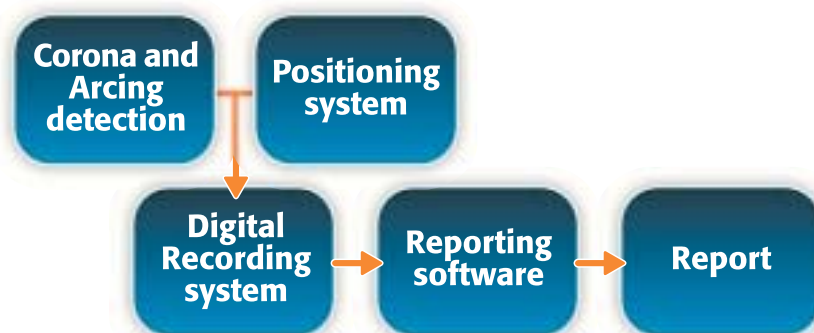 Corona and
Arcing
detection
Positioning
system
Digital
Recording
system
Reporting
software
Report